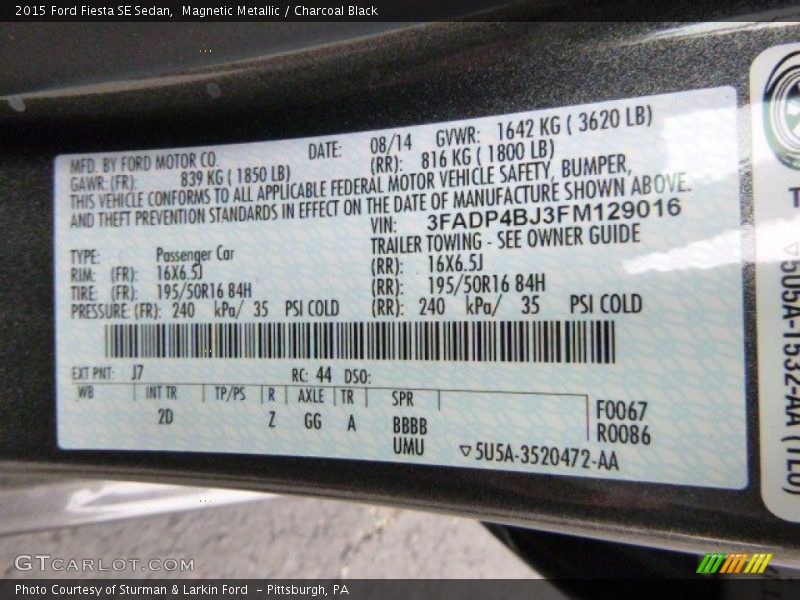 2015 Ford Fiesta SE Sedan, Magnetic Metallic / Charcoal Black
MFD. BY FORD MOTOR CO. DATE: 08/14 GVWR: 1642 KG ( 3620 LB)
GAWR: (FR): 839 KG ( 1850 LB) (RR): 816 KG ( 1800 LB)
THIS VEHICLE CONFORMS TO ALL APPLICABLE FEDERAL MOTOR VEHICLE SAFETY, BUMPER,
AND THEFT PREVENTION STANDARDS IN EFFECT ON THE DATE OF MANUFACTURE SHOWN ABOVE.
VIN: 3FADP4BJ3FM129016
TYPE: Passenger Car TRAILER TOWING - SEE OWNER GUIDE
RIM: (FR): 16X6.5J (RR): 16X6.5J
TIRE: (FR): 195/50R16 84H (RR): 195/50R16 84H
PRESSURE: (FR): 240 kPa/ 35 PSI COLD (RR): 240 kPa/ 35 PSI COLD
EXT PNT: J7 RC: 44 DSO:
WB INT TR TP/PS R AXLE TR SPR
2D Z GG A BBBB F0067
UMU R0086
▽5U5A-3520472-AA
5U5A-1532-AA (TLU)
GTCARLOT.COM
Photo Courtesy of Sturman & Larkin Ford - Pittsburgh, PA